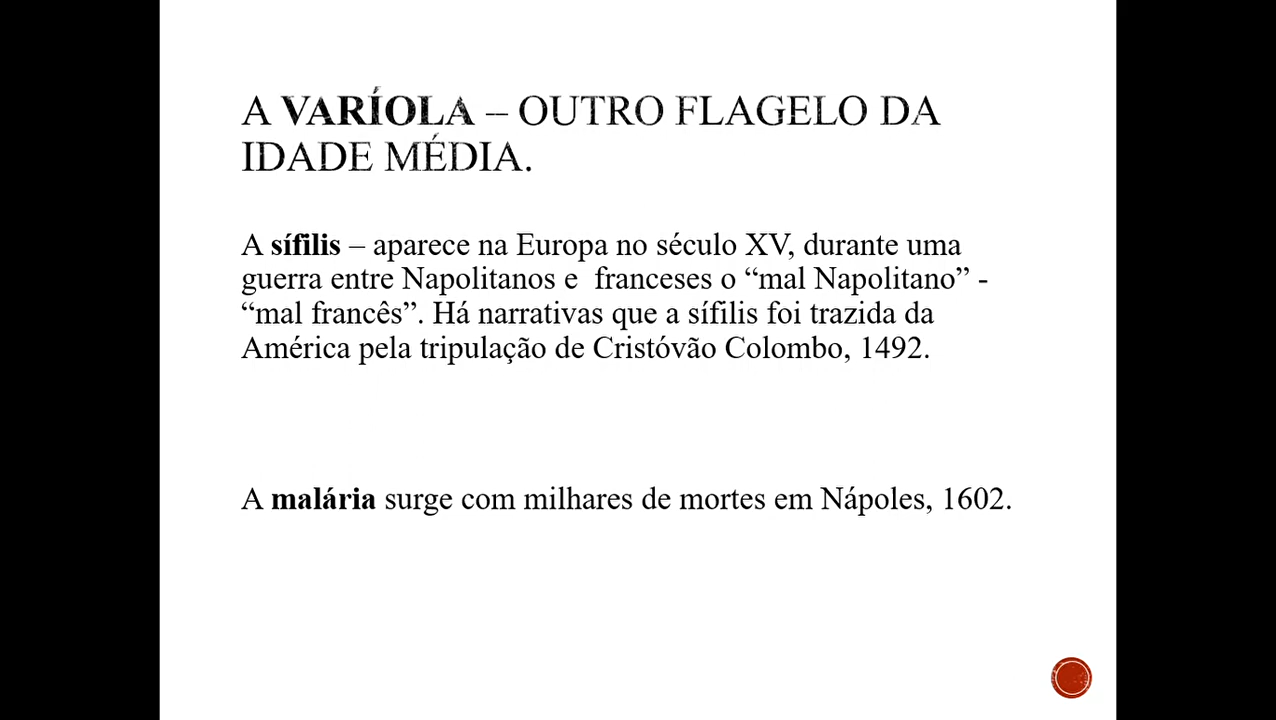 A VARÍOLA – OUTRO FLAGELO DA
IDADE MÉDIA.
A sífilis – aparece na Europa no século XV, durante uma
guerra entre Napolitanos e  franceses o “mal Napolitano” -
“mal francês”. Há narrativas que a sífilis foi trazida da
América pela tripulação de Cristóvão Colombo, 1492.
A malária surge com milhares de mortes em Nápoles, 1602.